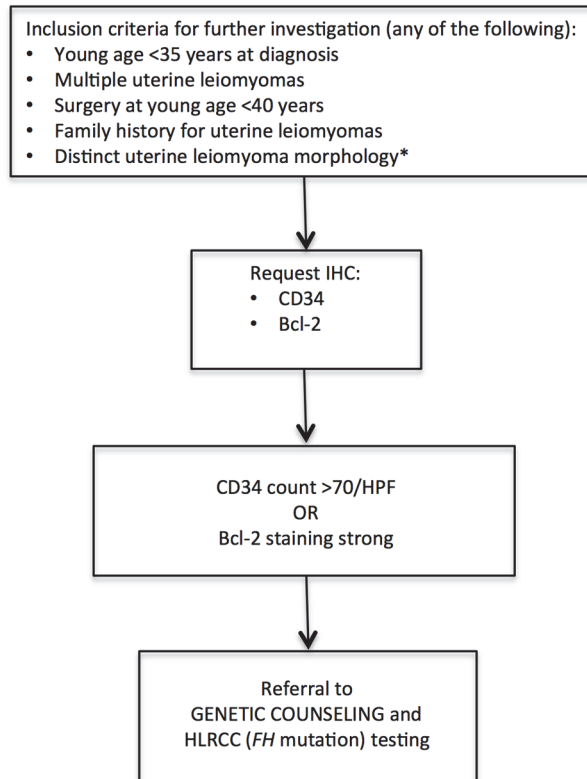 Inclusion criteria for further investigation (any of the following):
• Young age <35 years at diagnosis
• Multiple uterine leiomyomas
• Surgery at young age <40 years
• Family history for uterine leiomyomas
• Distinct uterine leiomyoma morphology*
Request IHC:
• CD34
• Bcl-2
CD34 count >70/HPF
OR
Bcl-2 staining strong
Referral to
GENETIC COUNSELING and
HLRCC (FH mutation) testing